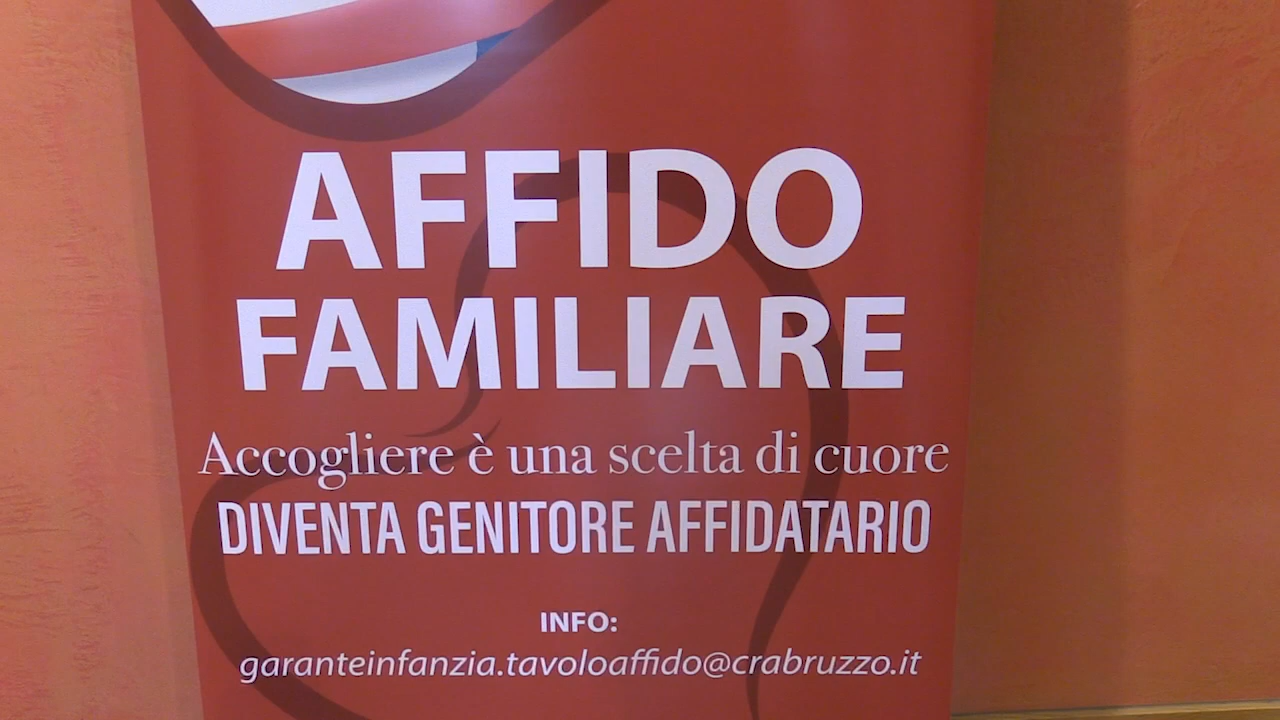 AFFIDO
FAMILIARE
Accogliere è una scelta di cuore
DIVENTA GENITORE AFFIDATARIO
INFO:
garanteinfanzia.tavoloaffido@crabruzzo.it